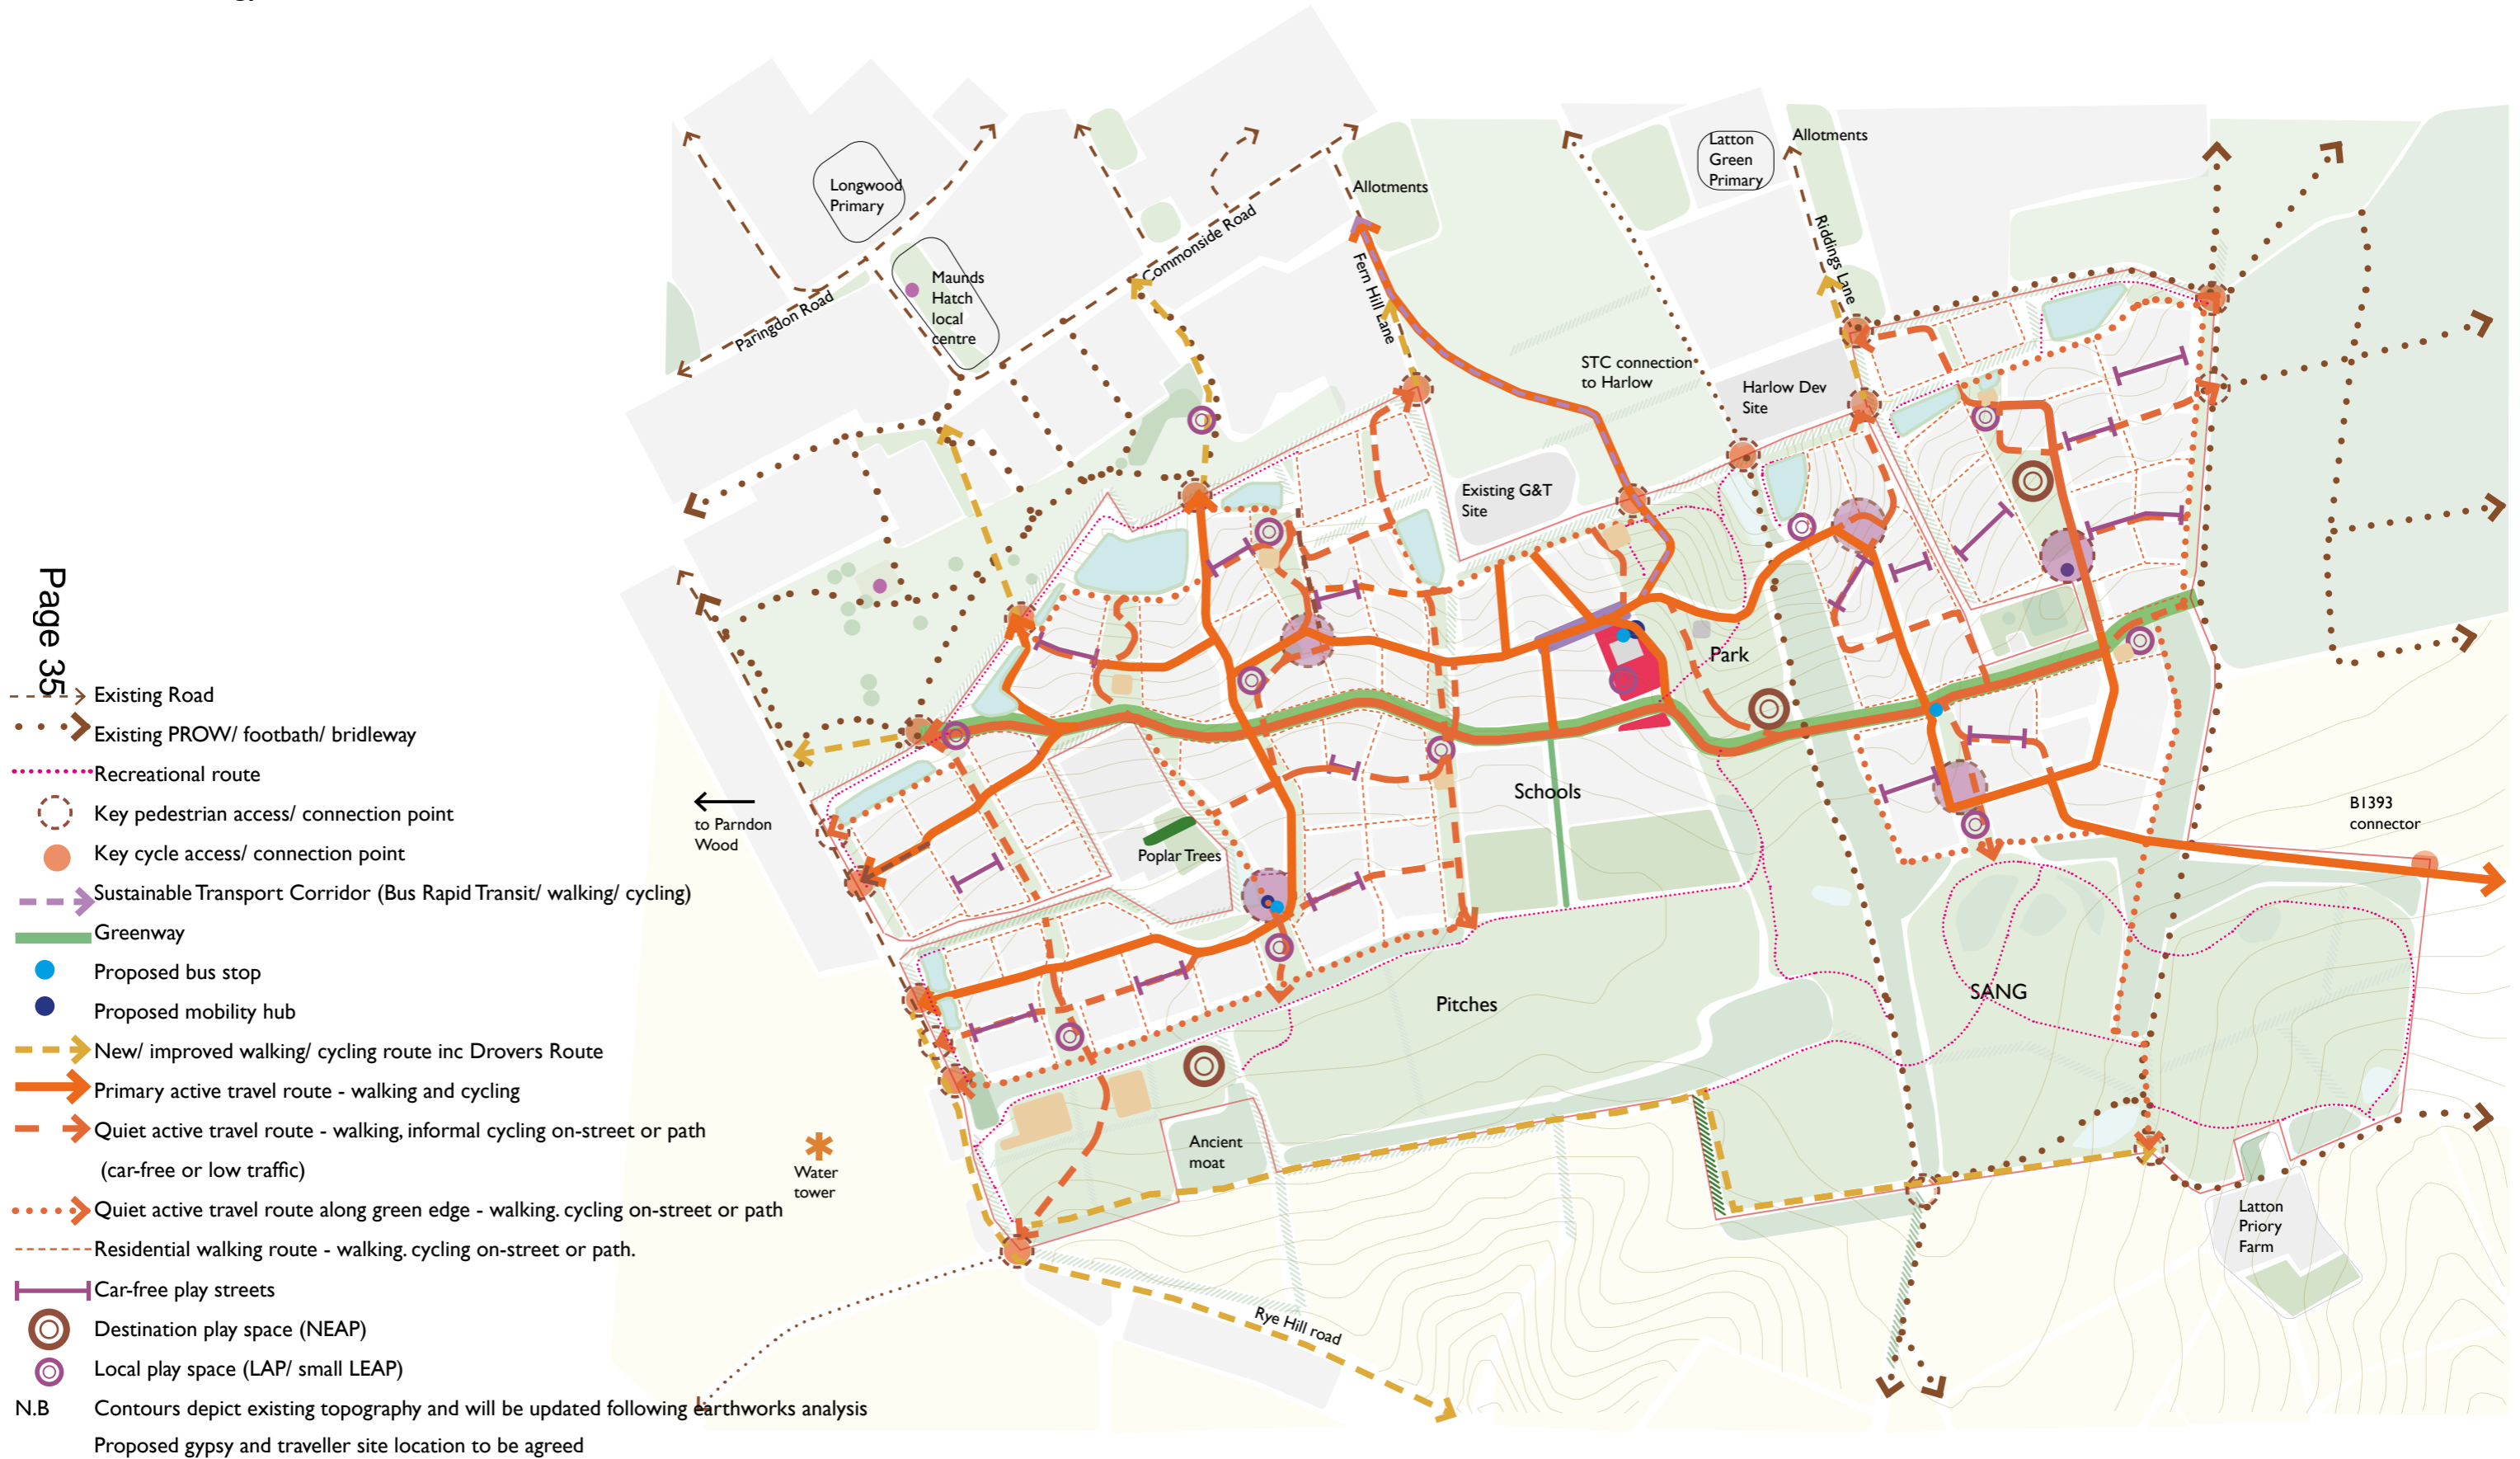 Page 35
Existing Road
Existing PROW/ footbath/ bridleway
Recreational route
Key pedestrian access/ connection point
Key cycle access/ connection point
Sustainable Transport Corridor (Bus Rapid Transit/ walking/ cycling)
Greenway
Proposed bus stop
Proposed mobility hub
New/ improved walking/ cycling route inc Drovers Route
Primary active travel route - walking and cycling
Quiet active travel route - walking, informal cycling on-street or path
(car-free or low traffic)
Quiet active travel route along green edge - walking. cycling on-street or path
Residential walking route - walking. cycling on-street or path.
Car-free play streets
Destination play space (NEAP)
Local play space (LAP/ small LEAP)
N.B Contours depict existing topography and will be updated following earthworks analysis
Proposed gypsy and traveller site location to be agreed
Longwood
Primary
Maunds
Hatch
local
centre
Paringdon Road
Commonside Road
Allotments
Fern Hill Lane
Latton
Green
Primary
Allotments
Riddings Lane
STC connection
to Harlow
Harlow Dev
Site
Existing G&T
Site
Park
Schools
to Parndon
Wood
Poplar Trees
B1393
connector
Pitches
SANG
Ancient
moat
Water
tower
Latton
Priory
Farm
Rye Hill road